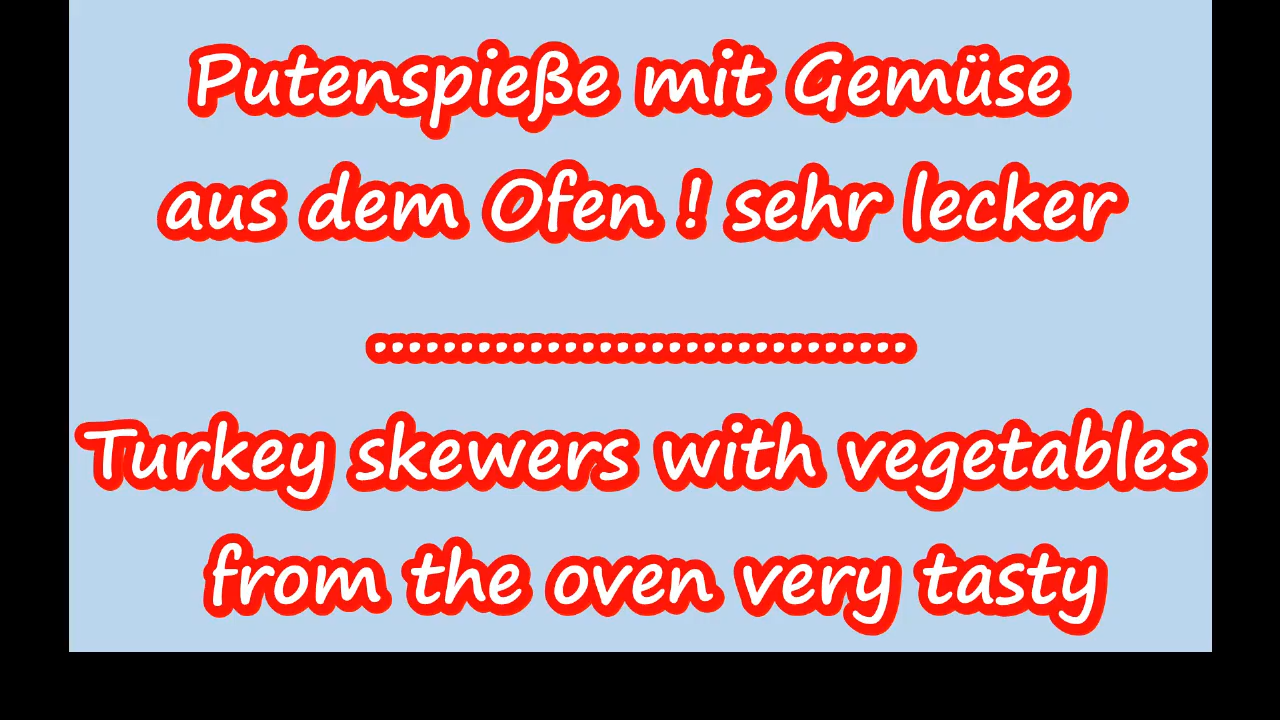 Putenspieße mit Gemüse
aus dem Ofen ! sehr lecker
...............................
Turkey skewers with vegetables
from the oven very tasty